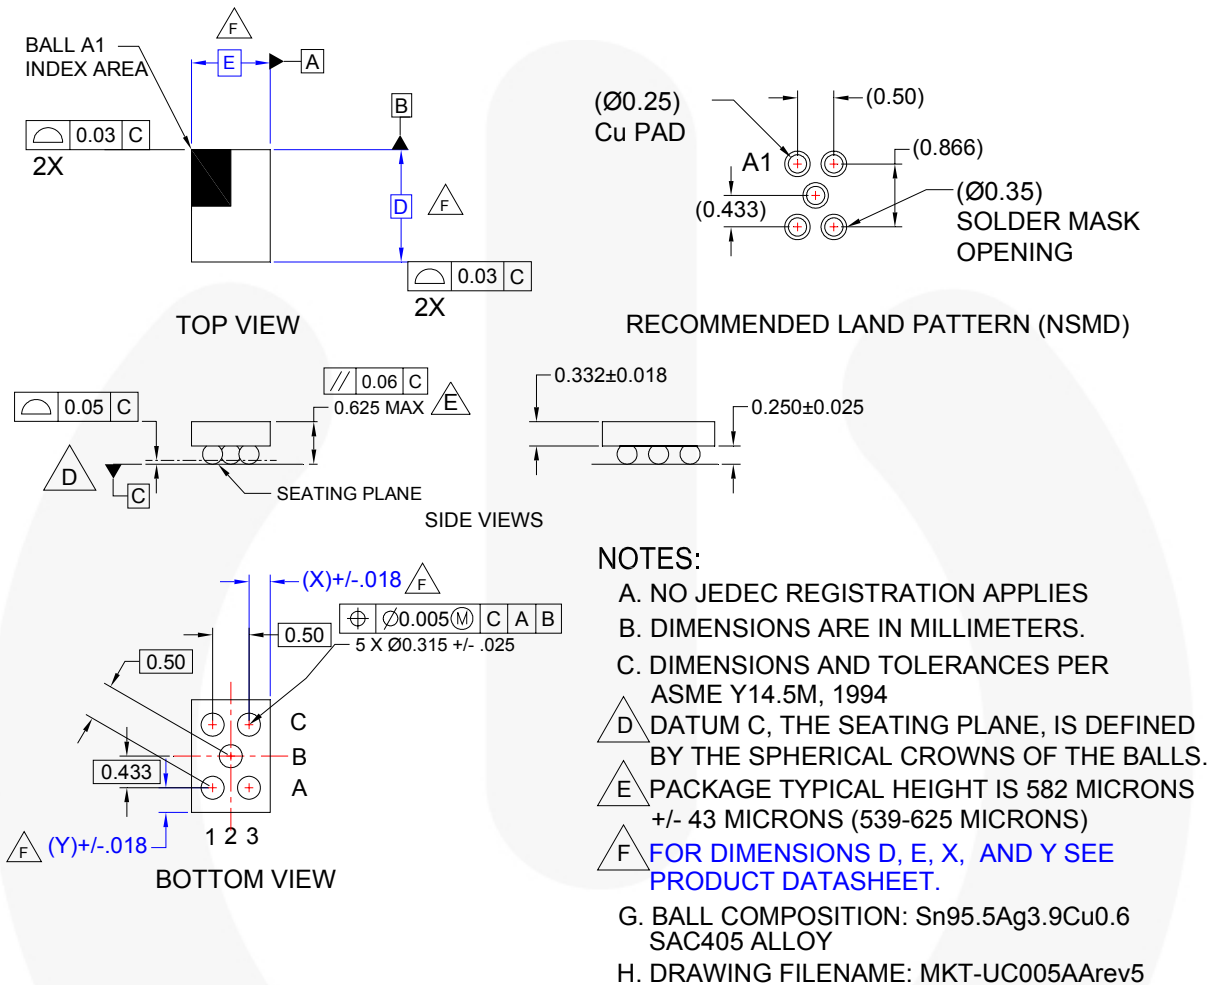 F
BALL A1
INDEX AREA
E
A
B
0.03 C
2X
D
F
0.03 C
2X
TOP VIEW
(Ø0.25)
Cu PAD
(0.50)
A1
(0.866)
(0.433)
(Ø0.35)
SOLDER MASK
OPENING
RECOMMENDED LAND PATTERN (NSMD)
0.05 C
// 0.06 C
0.625 MAX
E
D
C
SEATING PLANE
0.332±0.018
0.250±0.025
SIDE VIEWS
(X)+/-.018
F
Ø0.005Ⓜ C A B
5 X Ø0.315 +/- .025
0.50
0.50
0.433
C
B
A
1 2 3
F
(Y)+/-.018
BOTTOM VIEW
NOTES:
A. NO JEDEC REGISTRATION APPLIES
B. DIMENSIONS ARE IN MILLIMETERS.
C. DIMENSIONS AND TOLERANCES PER
ASME Y14.5M, 1994
D DATUM C, THE SEATING PLANE, IS DEFINED
BY THE SPHERICAL CROWNS OF THE BALLS.
E PACKAGE TYPICAL HEIGHT IS 582 MICRONS
+/- 43 MICRONS (539-625 MICRONS)
F FOR DIMENSIONS D, E, X, AND Y SEE
PRODUCT DATASHEET.
G. BALL COMPOSITION: Sn95.5Ag3.9Cu0.6
SAC405 ALLOY
H. DRAWING FILENAME: MKT-UC005AArev5